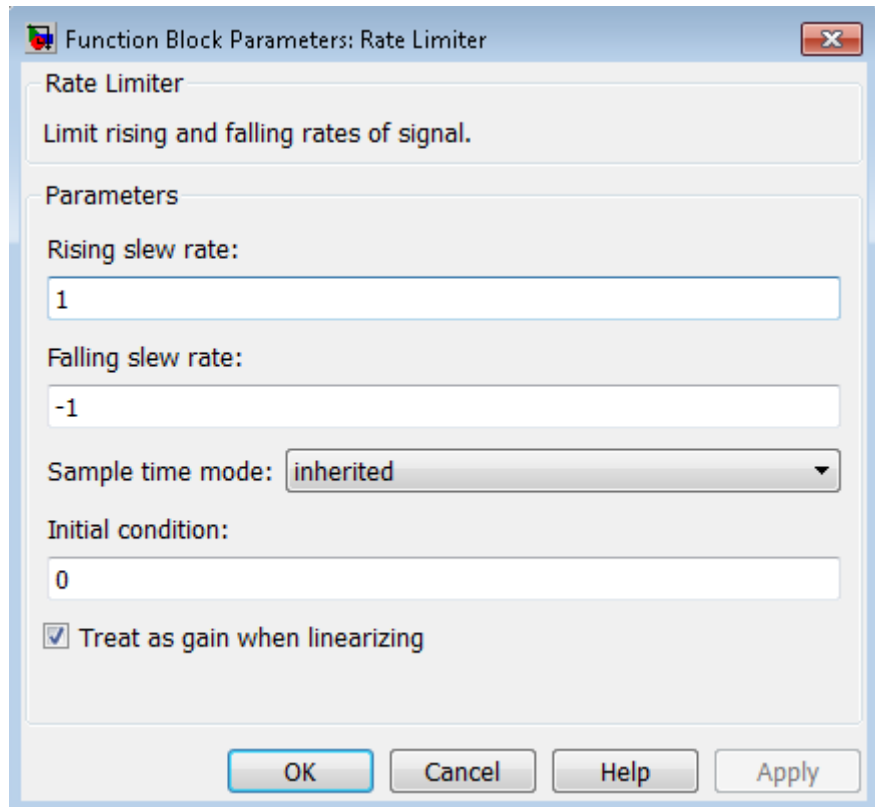 Function Block Parameters: Rate Limiter
Rate Limiter
Limit rising and falling rates of signal.
Parameters
Rising slew rate:
1
Falling slew rate:
-1
Sample time mode: inherited
Initial condition:
0
Treat as gain when linearizing
OK Cancel Help Apply